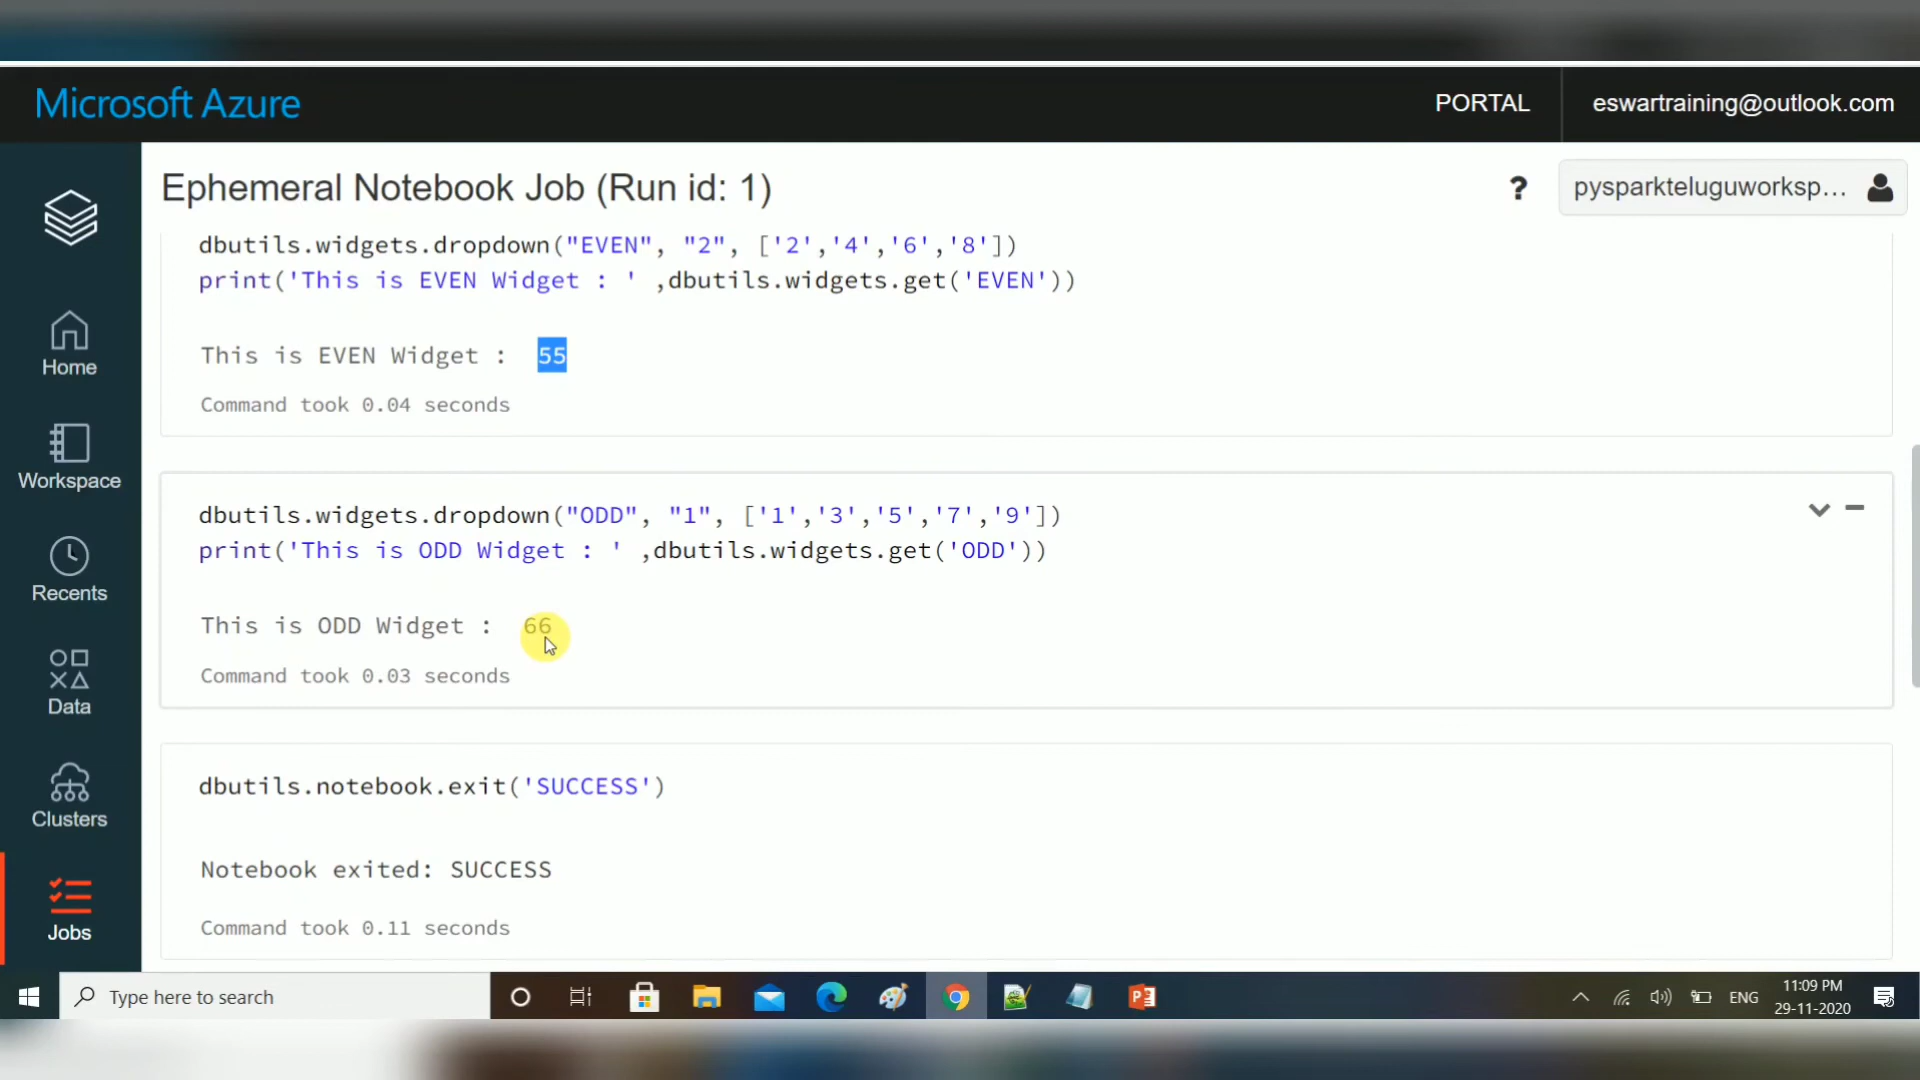 Microsoft Azure
PORTAL
eswartraining@outlook.com
Ephemeral Notebook Job (Run id: 1)
?
pysparkteluguworksp...
Home
Workspace
Recents
Data
Clusters
Jobs
dbutils.widgets.dropdown("EVEN", "2", ['2','4','6','8'])
print('This is EVEN Widget : ' ,dbutils.widgets.get('EVEN'))
This is EVEN Widget :  55
Command took 0.04 seconds
dbutils.widgets.dropdown("ODD", "1", ['1','3','5','7','9'])
print('This is ODD Widget : ' ,dbutils.widgets.get('ODD'))
This is ODD Widget :  66
Command took 0.03 seconds
dbutils.notebook.exit('SUCCESS')
Notebook exited: SUCCESS
Command took 0.11 seconds
Type here to search
ENG
11:09 PM
29-11-2020